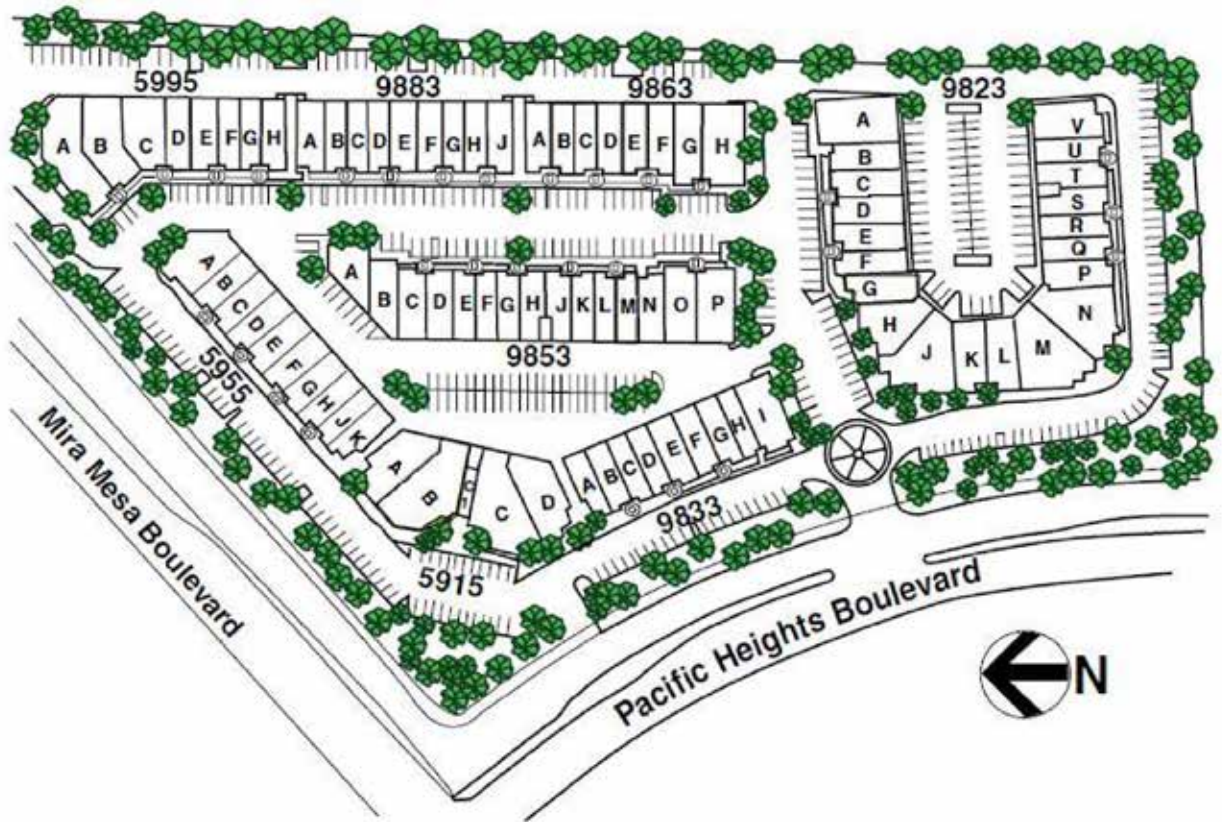 5995 9883 9863 9823
A B C D E F G H
A B C D E F G H J
A B C D E F G H
A B C D E F G H J K L M N P Q R S T U V
A B C D E F G H J K
5955
A B C D E F G H J K L M N O P
9853
A B C D
5915
A B C D E F G H I
9833
Mira Mesa Boulevard
Pacific Heights Boulevard
N